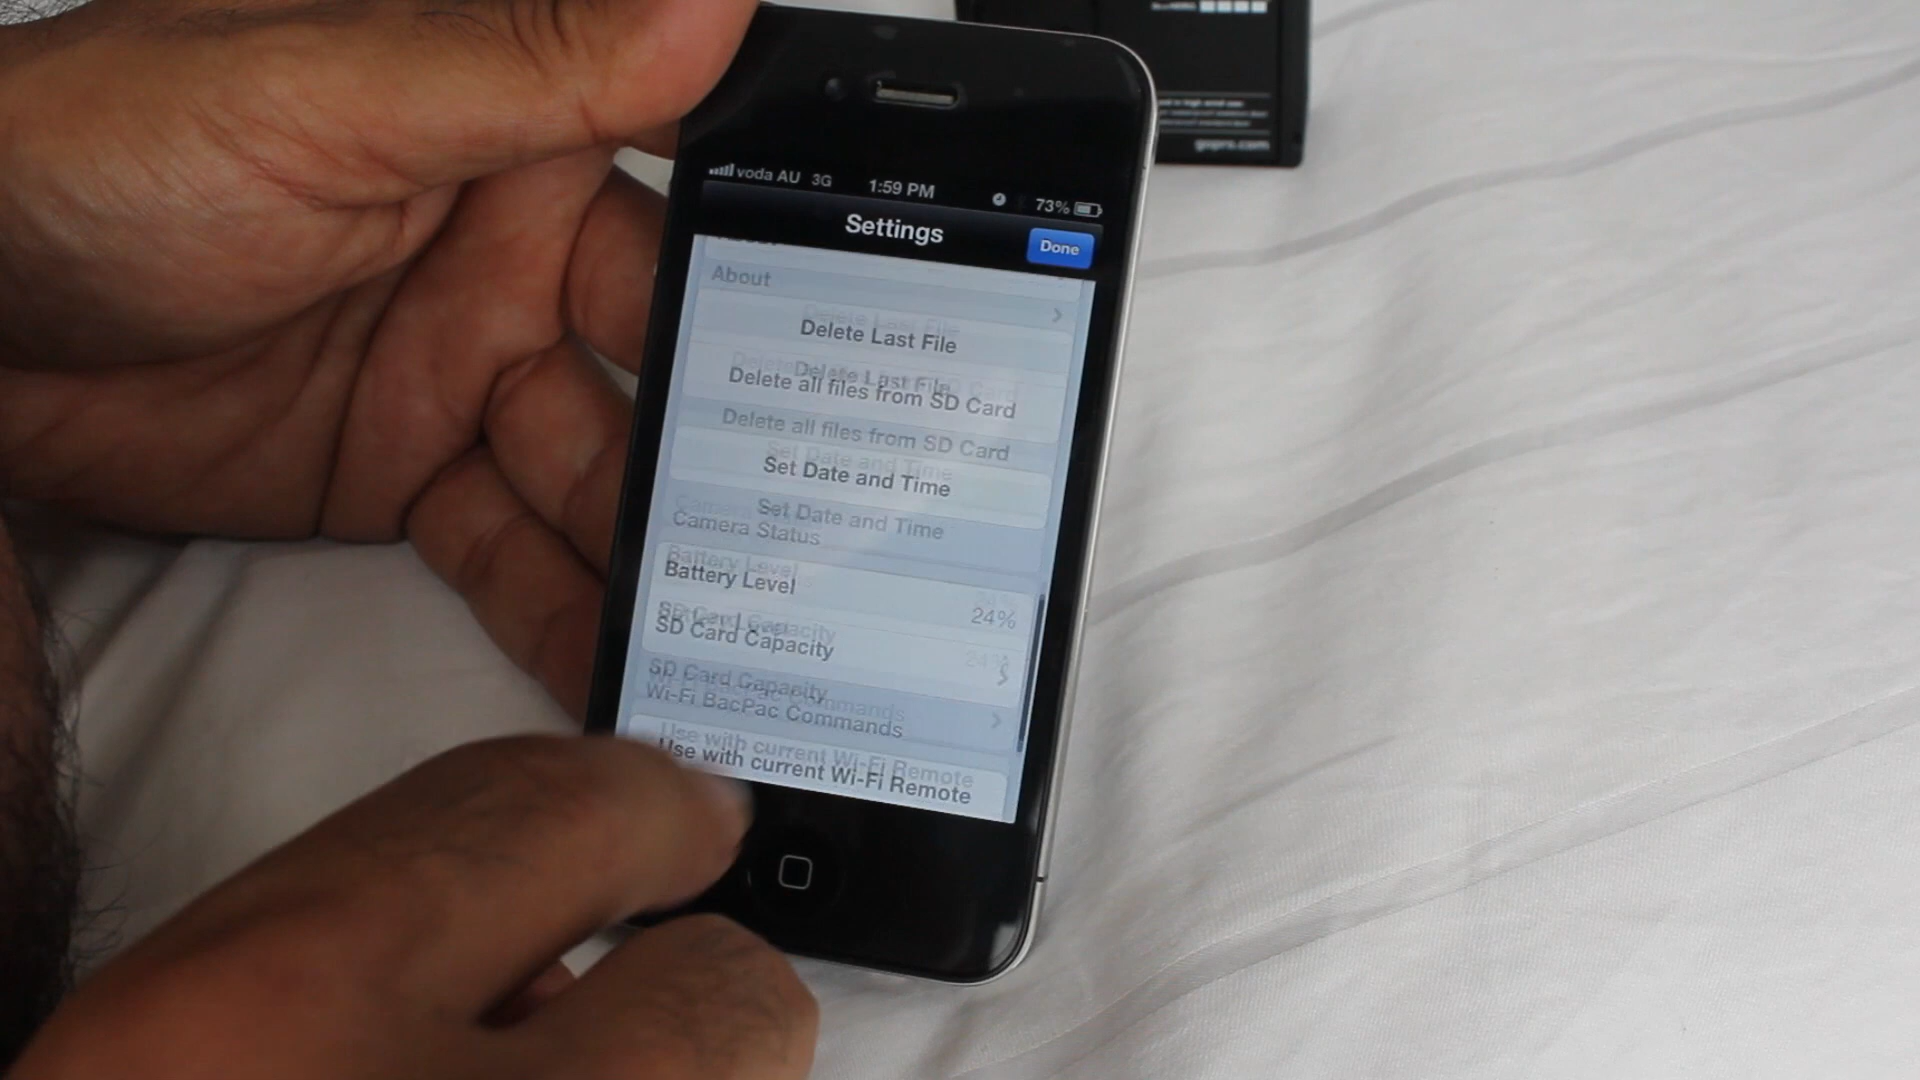 voda AU 3G 1:59 PM 73%
Settings
Done
About
Delete Last File
Delete all files from SD Card
Set Date and Time
Camera Status
Battery Level 24%
SD Card Capacity
Wi-Fi BacPac Commands
Use with current Wi-Fi Remote
gopro.com